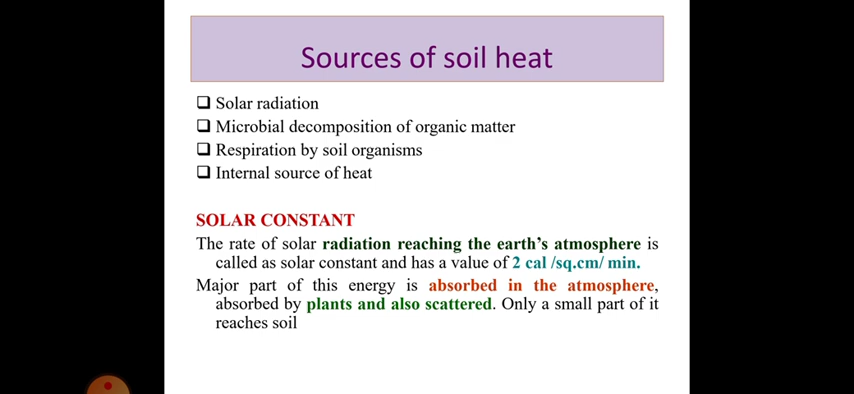 Sources of soil heat
❑ Solar radiation
❑ Microbial decomposition of organic matter
❑ Respiration by soil organisms
❑ Internal source of heat
SOLAR CONSTANT
The rate of solar radiation reaching the earth’s atmosphere is
called as solar constant and has a value of 2 cal /sq.cm/ min.
Major part of this energy is absorbed in the atmosphere,
absorbed by plants and also scattered. Only a small part of it
reaches soil